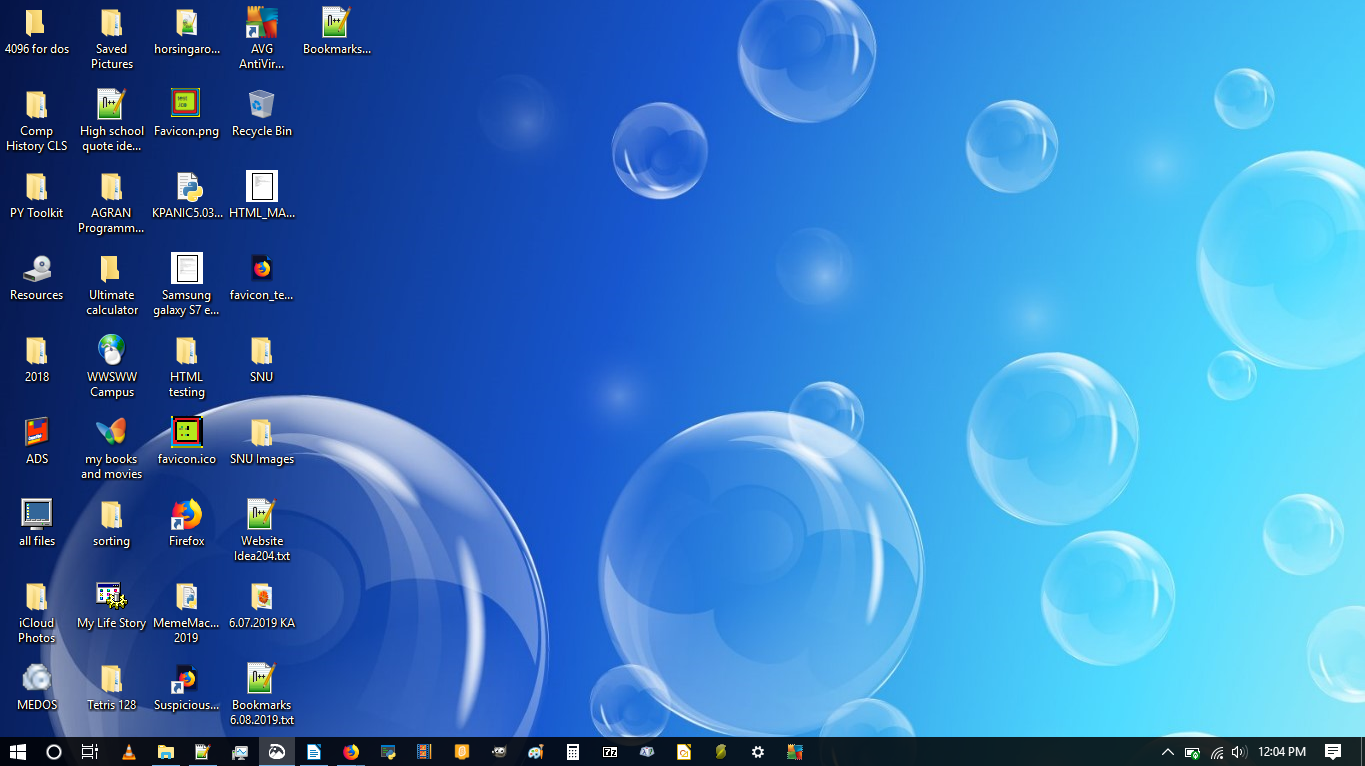 4096 for dos
Saved
Pictures
horsingaro...
AVG
AntiVir...
Bookmarks...
Comp
History CLS
High school
quote ide...
Favicon.png
Recycle Bin
PY Toolkit
AGRAN
Programm...
KPANIC5.03...
HTML_MA...
Resources
Ultimate
calculator
Samsung
galaxy S7 e...
favicon_te...
2018
WWSWW
Campus
HTML
testing
SNU
ADS
my books
and movies
favicon.ico
SNU Images
all files
sorting
Firefox
Website
Idea204.txt
iCloud
Photos
My Life Story
MemeMac...
2019
6.07.2019 KA
MEDOS
Tetris 128
Suspicious...
Bookmarks
6.08.2019.txt
12:04 PM